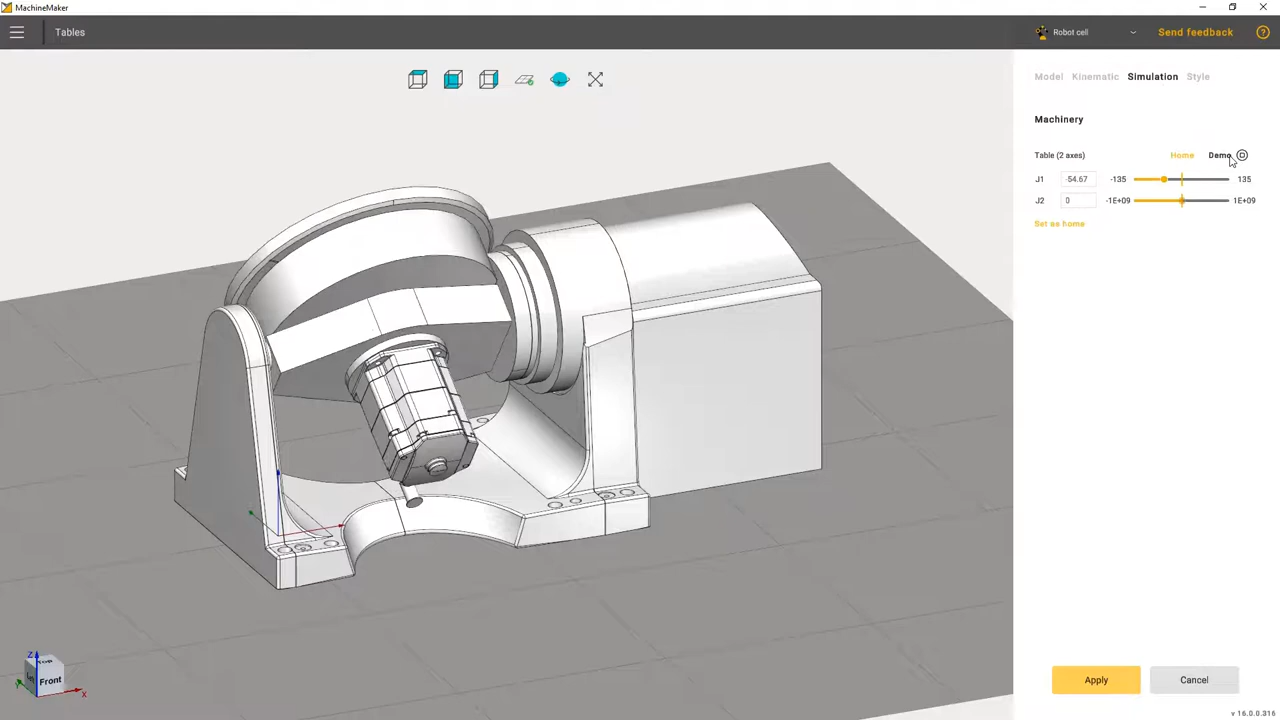 MachineMaker
Tables
Robot cell
Send feedback
?
Model Kinematic Simulation Style
Machinery
Table (2 axes) Home Demo
J1 -54.67 -135 135
J2 0 -1E+09 1E+09
Set as home
Z
Top
Front
X
Apply Cancel
v 16.0.0.316